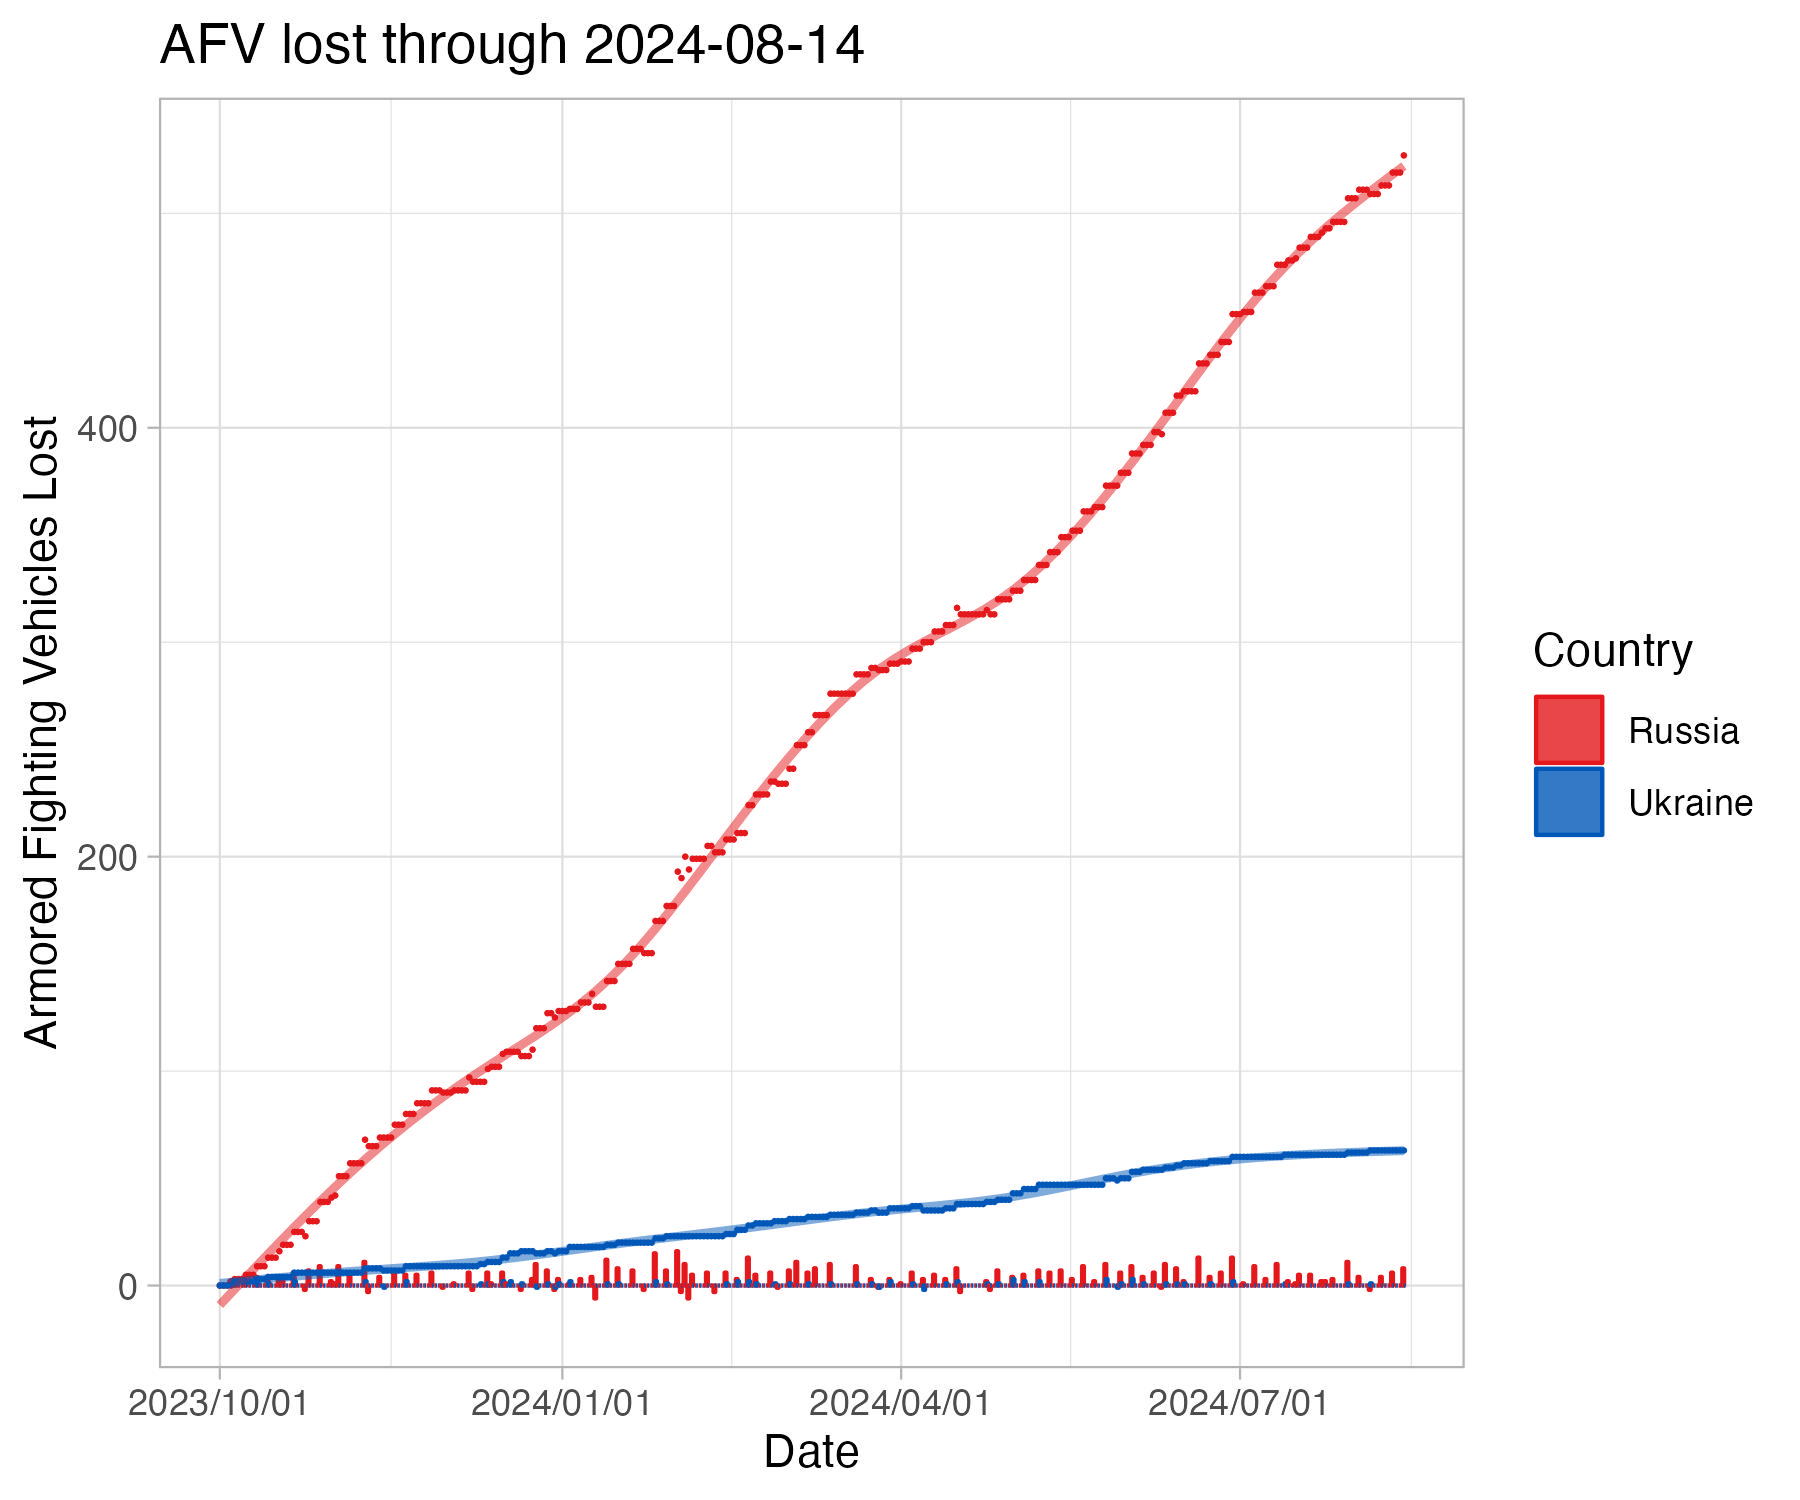 AFV lost through 2024-08-14
Armored Fighting Vehicles Lost
400
200
0
2023/10/01
2024/01/01
2024/04/01
2024/07/01
Date
Country
Russia
Ukraine